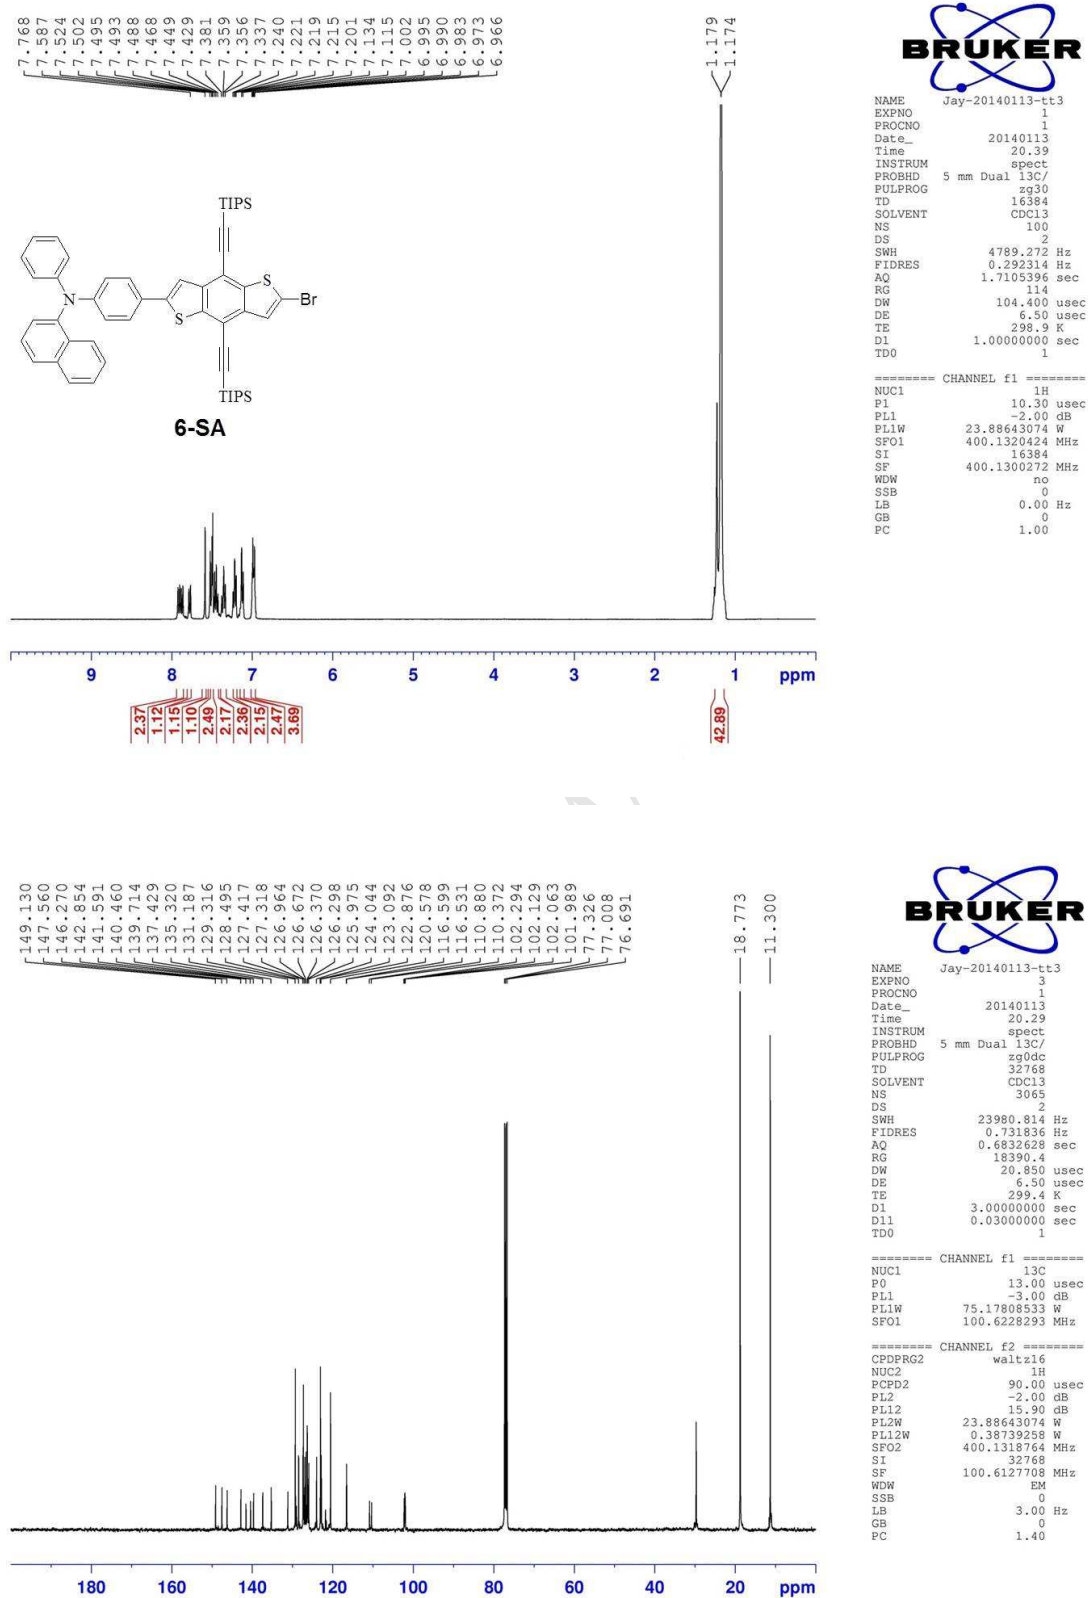 7.768
7.587
7.524
7.502
7.495
7.493
7.488
7.468
7.449
7.429
7.381
7.359
7.356
7.337
7.240
7.221
7.219
7.215
7.201
7.134
7.115
7.002
6.995
6.990
6.983
6.973
6.966
1.179
1.174
BRUKER
NAME Jay-20140113-tt3
EXPNO 1
PROCNO 1
Date_ 20140113
Time 20.39
INSTRUM spect
PROBHD 5 mm Dual 13C/
PULPROG zg30
TD 16384
SOLVENT CDCl3
NS 100
DS 2
SWH 4789.272 Hz
FIDRES 0.292314 Hz
AQ 1.7105396 sec
RG 114
DW 104.400 usec
DE 6.50 usec
TE 298.9 K
D1 1.00000000 sec
TD0 1
======== CHANNEL f1 ========
NUC1 1H
P1 10.30 usec
PL1 -2.00 dB
PL1W 23.88643074 W
SFO1 400.1320424 MHz
SI 16384
SF 400.1300272 MHz
WDW no
SSB 0
LB 0.00 Hz
GB 0
PC 1.00
TIPS
S
Br
N
S
TIPS
6-SA
9 8 7 6 5 4 3 2 1 ppm
2.37
1.12
1.15
1.10
2.49
2.17
2.36
2.15
2.47
3.69
42.89
149.130
147.560
146.270
142.854
141.591
140.460
139.714
137.429
135.320
131.187
129.316
128.495
127.417
127.318
126.964
126.672
126.370
126.298
125.975
124.044
123.092
122.876
120.578
116.599
116.531
110.880
110.372
102.294
102.129
102.063
101.989
77.326
77.008
76.691
18.773
11.300
BRUKER
NAME Jay-20140113-tt3
EXPNO 3
PROCNO 1
Date_ 20140113
Time 20.29
INSTRUM spect
PROBHD 5 mm Dual 13C/
PULPROG zg0dc
TD 32768
SOLVENT CDCl3
NS 3065
DS 2
SWH 23980.814 Hz
FIDRES 0.731836 Hz
AQ 0.6832628 sec
RG 18390.4
DW 20.850 usec
DE 6.50 usec
TE 299.4 K
D1 3.00000000 sec
D11 0.03000000 sec
TD0 1
======== CHANNEL f1 ========
NUC1 13C
P0 13.00 usec
PL1 -3.00 dB
PL1W 75.17808533 W
SFO1 100.6228293 MHz
======== CHANNEL f2 ========
CPDPRG2 waltz16
NUC2 1H
PCPD2 90.00 usec
PL2 -2.00 dB
PL12 15.90 dB
PL2W 23.88643074 W
PL12W 0.38739258 W
SFO2 400.1318764 MHz
SI 32768
SF 100.6127708 MHz
WDW EM
SSB 0
LB 3.00 Hz
GB 0
PC 1.40
180 160 140 120 100 80 60 40 20 ppm